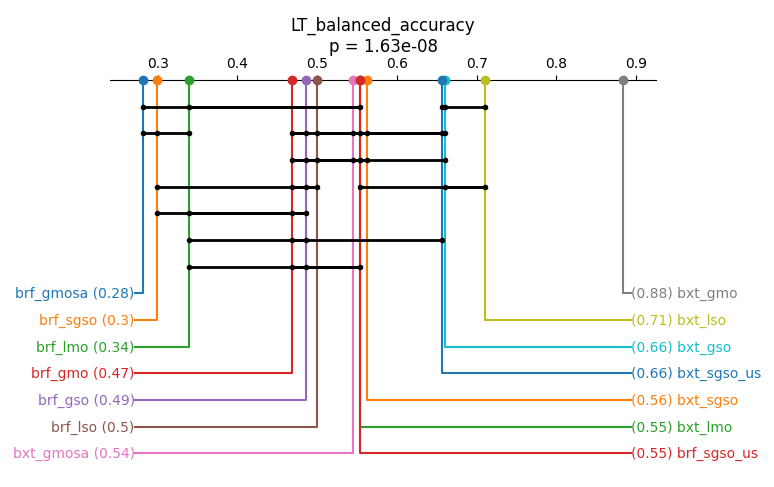 LT_balanced_accuracy
p = 1.63e-08
0.3 0.4 0.5 0.6 0.7 0.8 0.9
brf_gmosa (0.28) (0.88) bxt_gmo
brf_sgso (0.3) (0.71) bxt_lso
brf_lmo (0.34) (0.66) bxt_gso
brf_gmo (0.47) (0.66) bxt_sgso_us
brf_gso (0.49) (0.56) bxt_sgso
brf_lso (0.5) (0.55) bxt_lmo
bxt_gmosa (0.54) (0.55) brf_sgso_us